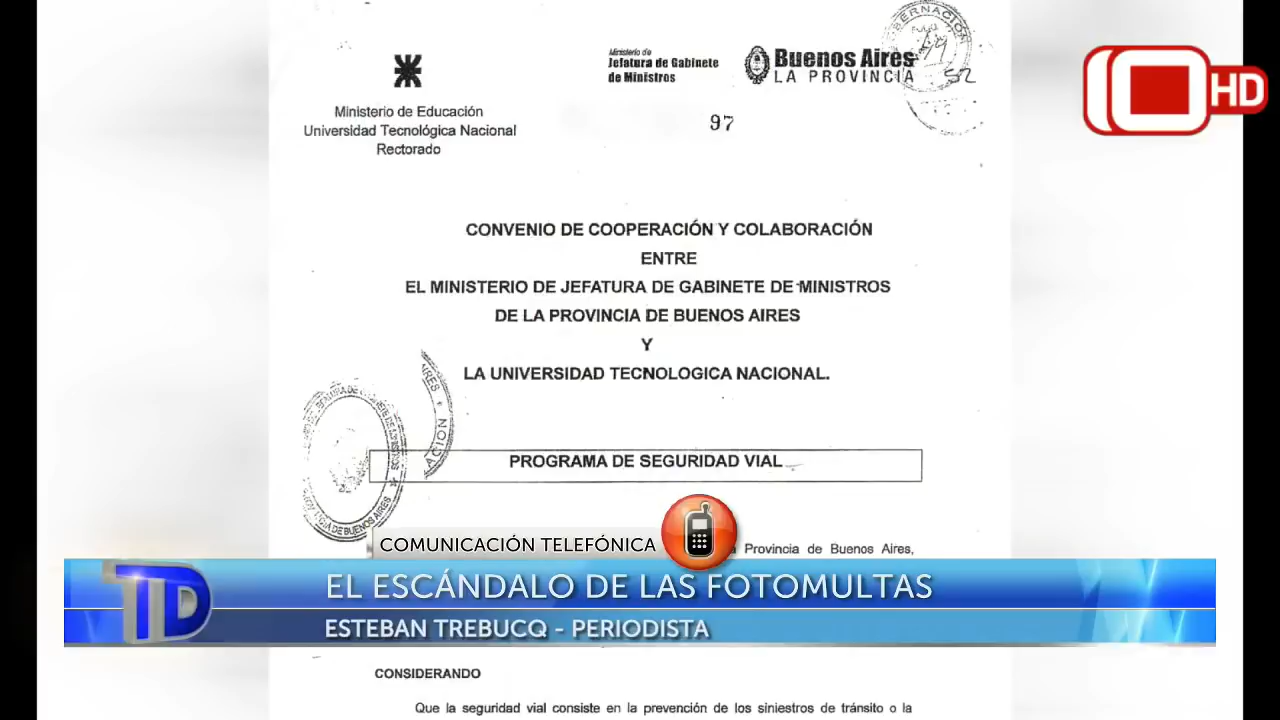 Ministerio de Educación
Universidad Tecnológica Nacional
Rectorado
Ministerio de
Jefatura de Gabinete
de Ministros
Buenos Aires
LA PROVINCIA
BERNACIÓN
52
HD
97
CONVENIO DE COOPERACIÓN Y COLABORACIÓN
ENTRE
EL MINISTERIO DE JEFATURA DE GABINETE DE MINISTROS
DE LA PROVINCIA DE BUENOS AIRES
Y
LA UNIVERSIDAD TECNOLOGICA NACIONAL.
PROGRAMA DE SEGURIDAD VIAL
Provincia de Buenos Aires,
COMUNICACIÓN TELEFÓNICA
EL ESCÁNDALO DE LAS FOTOMULTAS
TD
ESTEBAN TREBUCQ - PERIODISTA
CONSIDERANDO
Que la seguridad vial consiste en la prevención de los siniestros de tránsito o la